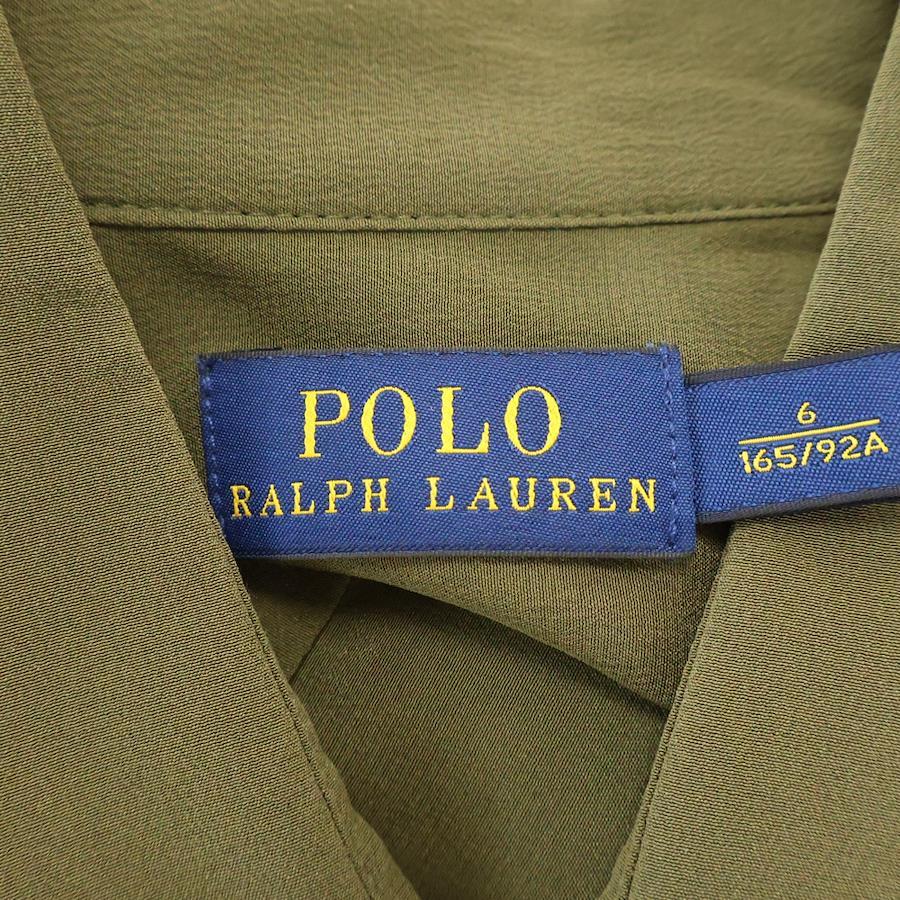 POLO
RALPH LAUREN
6
165/92A